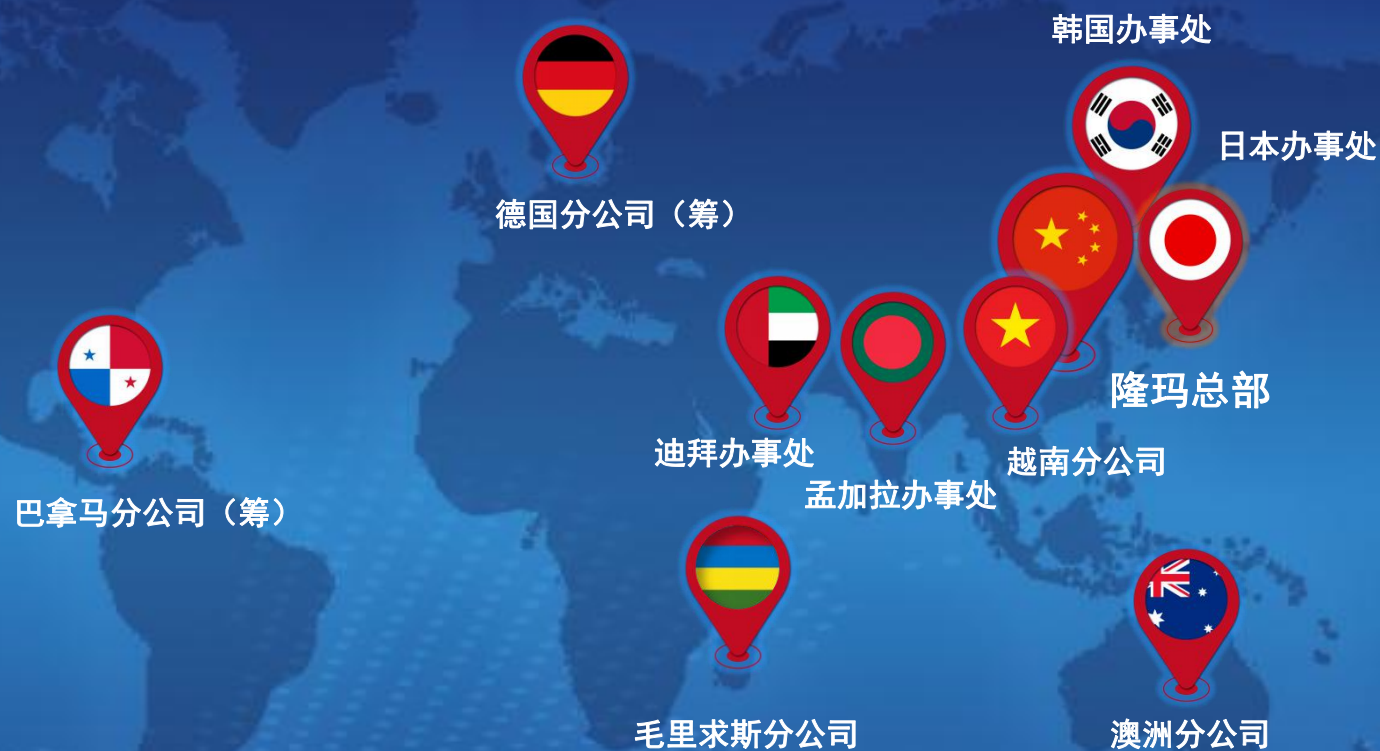 韩国办事处
日本办事处
德国分公司（筹）
隆玛总部
迪拜办事处
越南分公司
孟加拉办事处
巴拿马分公司（筹）
毛里求斯分公司
澳洲分公司